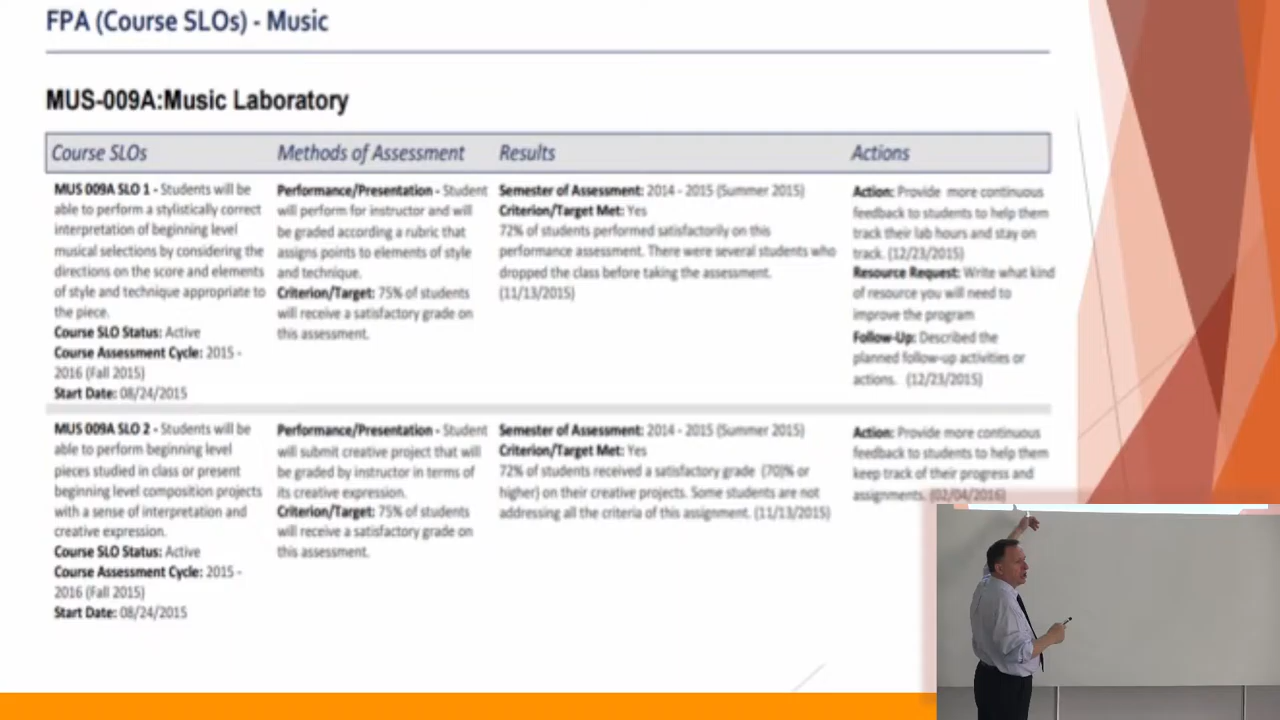 FPA (Course SLOs) - Music
MUS-009A:Music Laboratory
Course SLOs
Methods of Assessment
Results
Actions
MUS 009A SLO 1 - Students will be
able to perform a stylistically correct
interpretation of beginning level
musical selections by considering the
directions on the score and elements
of style and technique appropriate to
the piece.
Course SLO Status: Active
Course Assessment Cycle: 2015 -
2016 (Fall 2015)
Start Date: 08/24/2015
Performance/Presentation - Student
will perform for instructor and will
be graded according a rubric that
assigns points to elements of style
and technique.
Criterion/Target: 75% of students
will receive a satisfactory grade on
this assessment.
Semester of Assessment: 2014 - 2015 (Summer 2015)
Criterion/Target Met: Yes
72% of students performed satisfactorily on this
performance assessment. There were several students who
dropped the class before taking the assessment.
(11/13/2015)
Action: Provide more continuous
feedback to students to help them
track their lab hours and stay on
track. (12/23/2015)
Resource Request: Write what kind
of resource you will need to
improve the program
Follow-Up: Described the
planned follow-up activities or
actions. (12/23/2015)
MUS 009A SLO 2 - Students will be
able to perform beginning level
pieces studied in class or present
beginning level composition projects
with a sense of interpretation and
creative expression.
Course SLO Status: Active
Course Assessment Cycle: 2015 -
2016 (Fall 2015)
Start Date: 08/24/2015
Performance/Presentation - Student
will submit creative project that will
be graded by instructor in terms of
its creative expression.
Criterion/Target: 75% of students
will receive a satisfactory grade on
this assessment.
Semester of Assessment: 2014 - 2015 (Summer 2015)
Criterion/Target Met: Yes
72% of students received a satisfactory grade (70)% or
higher) on their creative projects. Some students are not
addressing all the criteria of this assignment. (11/13/2015)
Action: Provide more continuous
feedback to students to help them
keep track of their progress and
assignments. (02/04/2016)